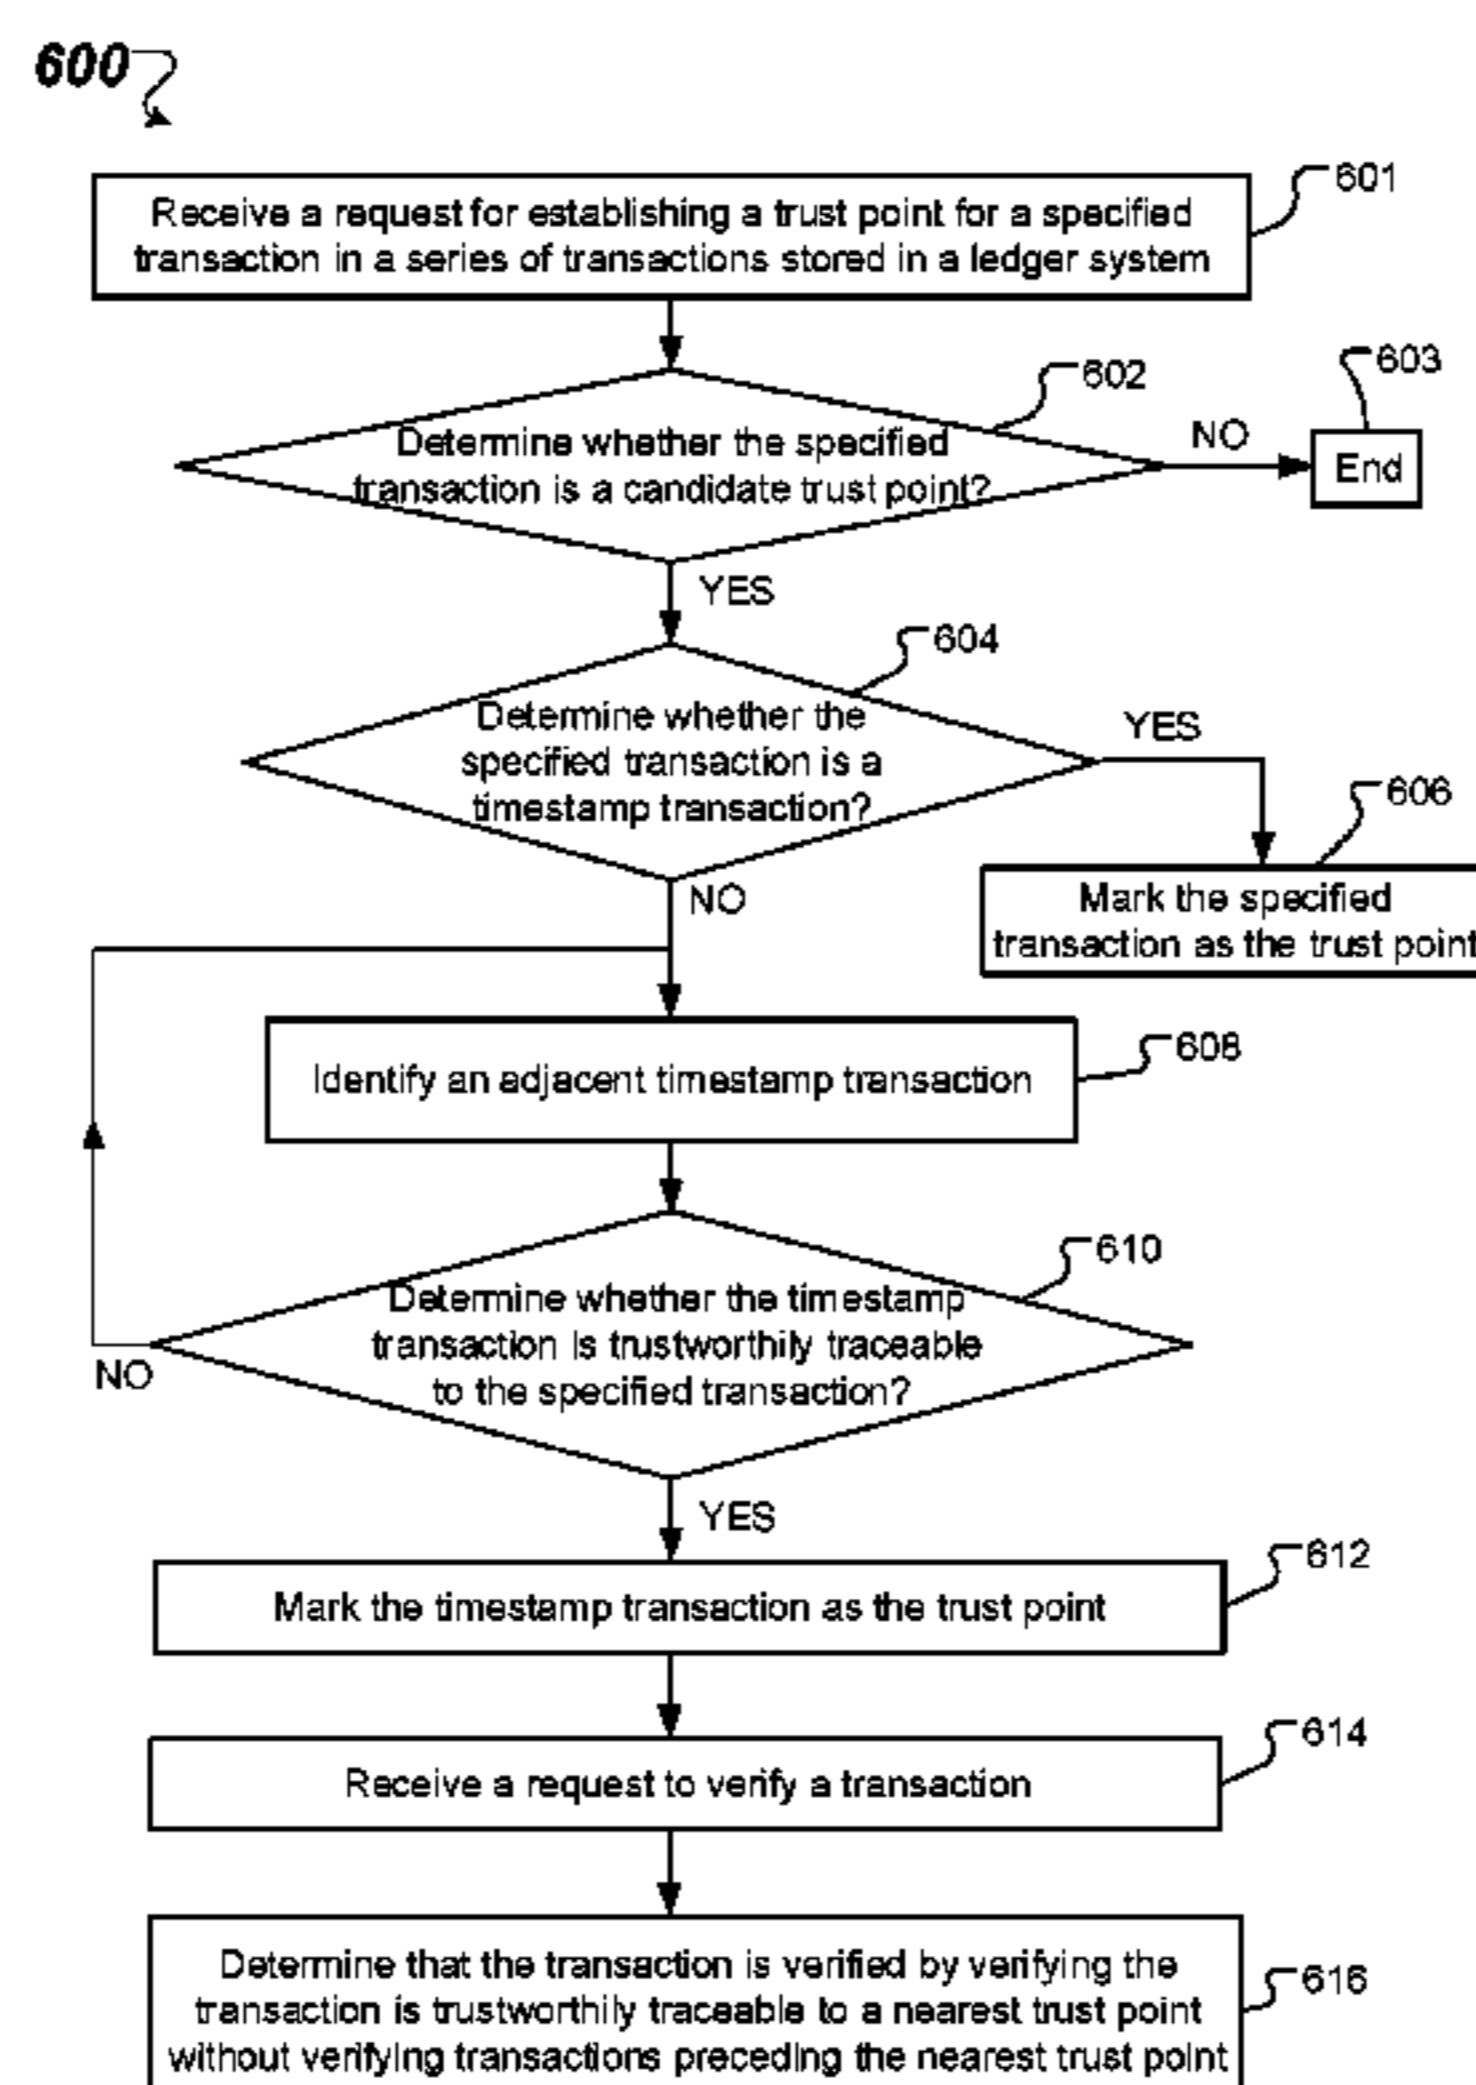 600
601
Receive a request for establishing a trust point for a specified
transaction in a series of transactions stored in a ledger system
602
603
Determine whether the specified
transaction is a candidate trust point?
NO
End
YES
604
Determine whether the
specified transaction is a
timestamp transaction?
YES
606
Mark the specified
transaction as the trust point
NO
608
Identify an adjacent timestamp transaction
610
Determine whether the timestamp
transaction is trustworthily traceable
to the specified transaction?
NO
YES
612
Mark the timestamp transaction as the trust point
614
Receive a request to verify a transaction
616
Determine that the transaction is verified by verifying the
transaction is trustworthily traceable to a nearest trust point
without verifying transactions preceding the nearest trust point